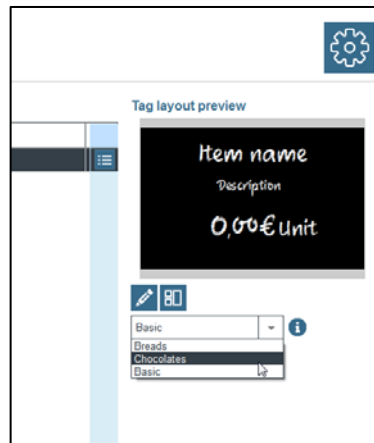 Tag layout preview
Item name
Description
0,00€ Unit
Basic
Breads
Chocolates
Basic